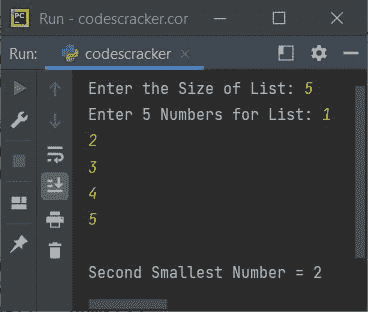 Run - codescracker.cor
Run: codescracker
Enter the Size of List: 5
Enter 5 Numbers for List: 1
2
3
4
5
Second Smallest Number = 2